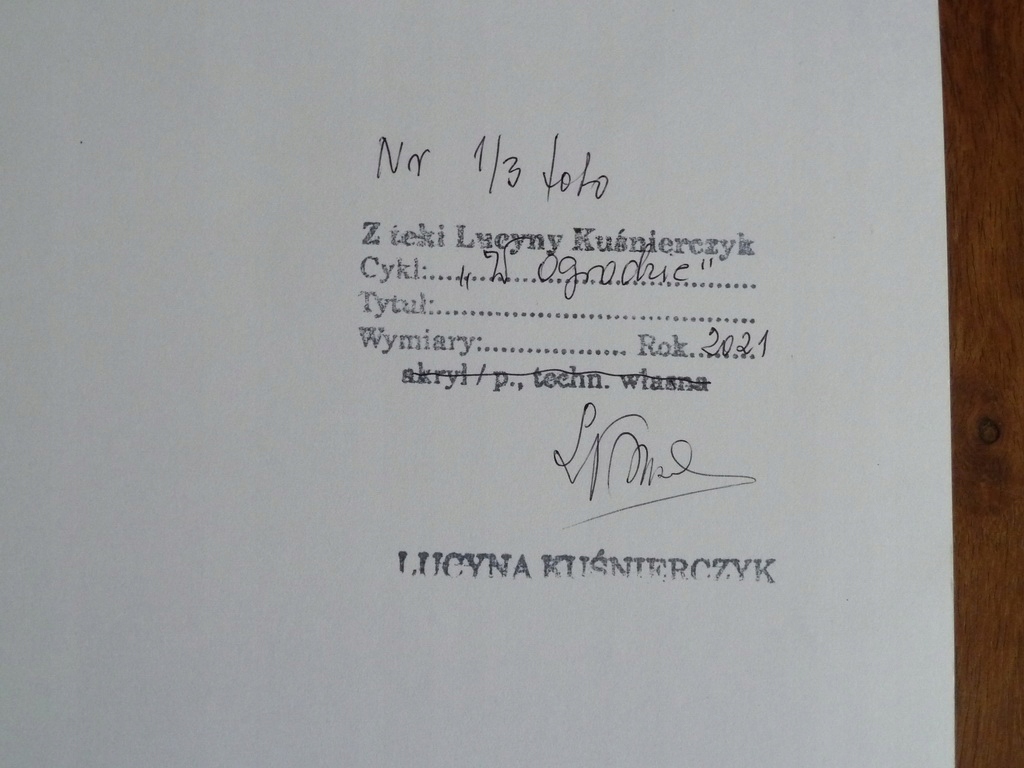 Nr 1/3 foto
Z teki Lucyny Kuśnierczyk
Cykl:....„W ogrodzie"......
Tytuł:........................................
Wymiary:.................. Rok..2021
akryl / p., techn. własna
LUCYNA KUŚNIERCZYK